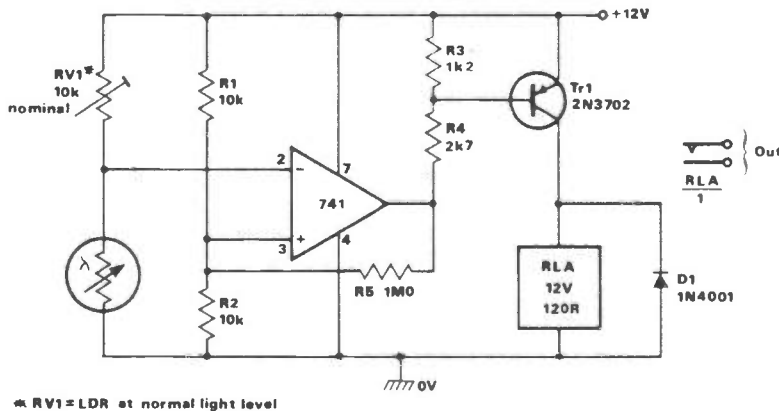 +12V
RV1*
10k
nominal
R1
10k
R3
1k2
Tr1
2N3702
R4
2k7
Out
RLA
1
2
-
7
741
+
3
4
λ
R5 1M0
R2
10k
RLA
12V
120R
D1
1N4001
0V
* RV1=LDR at normal light level